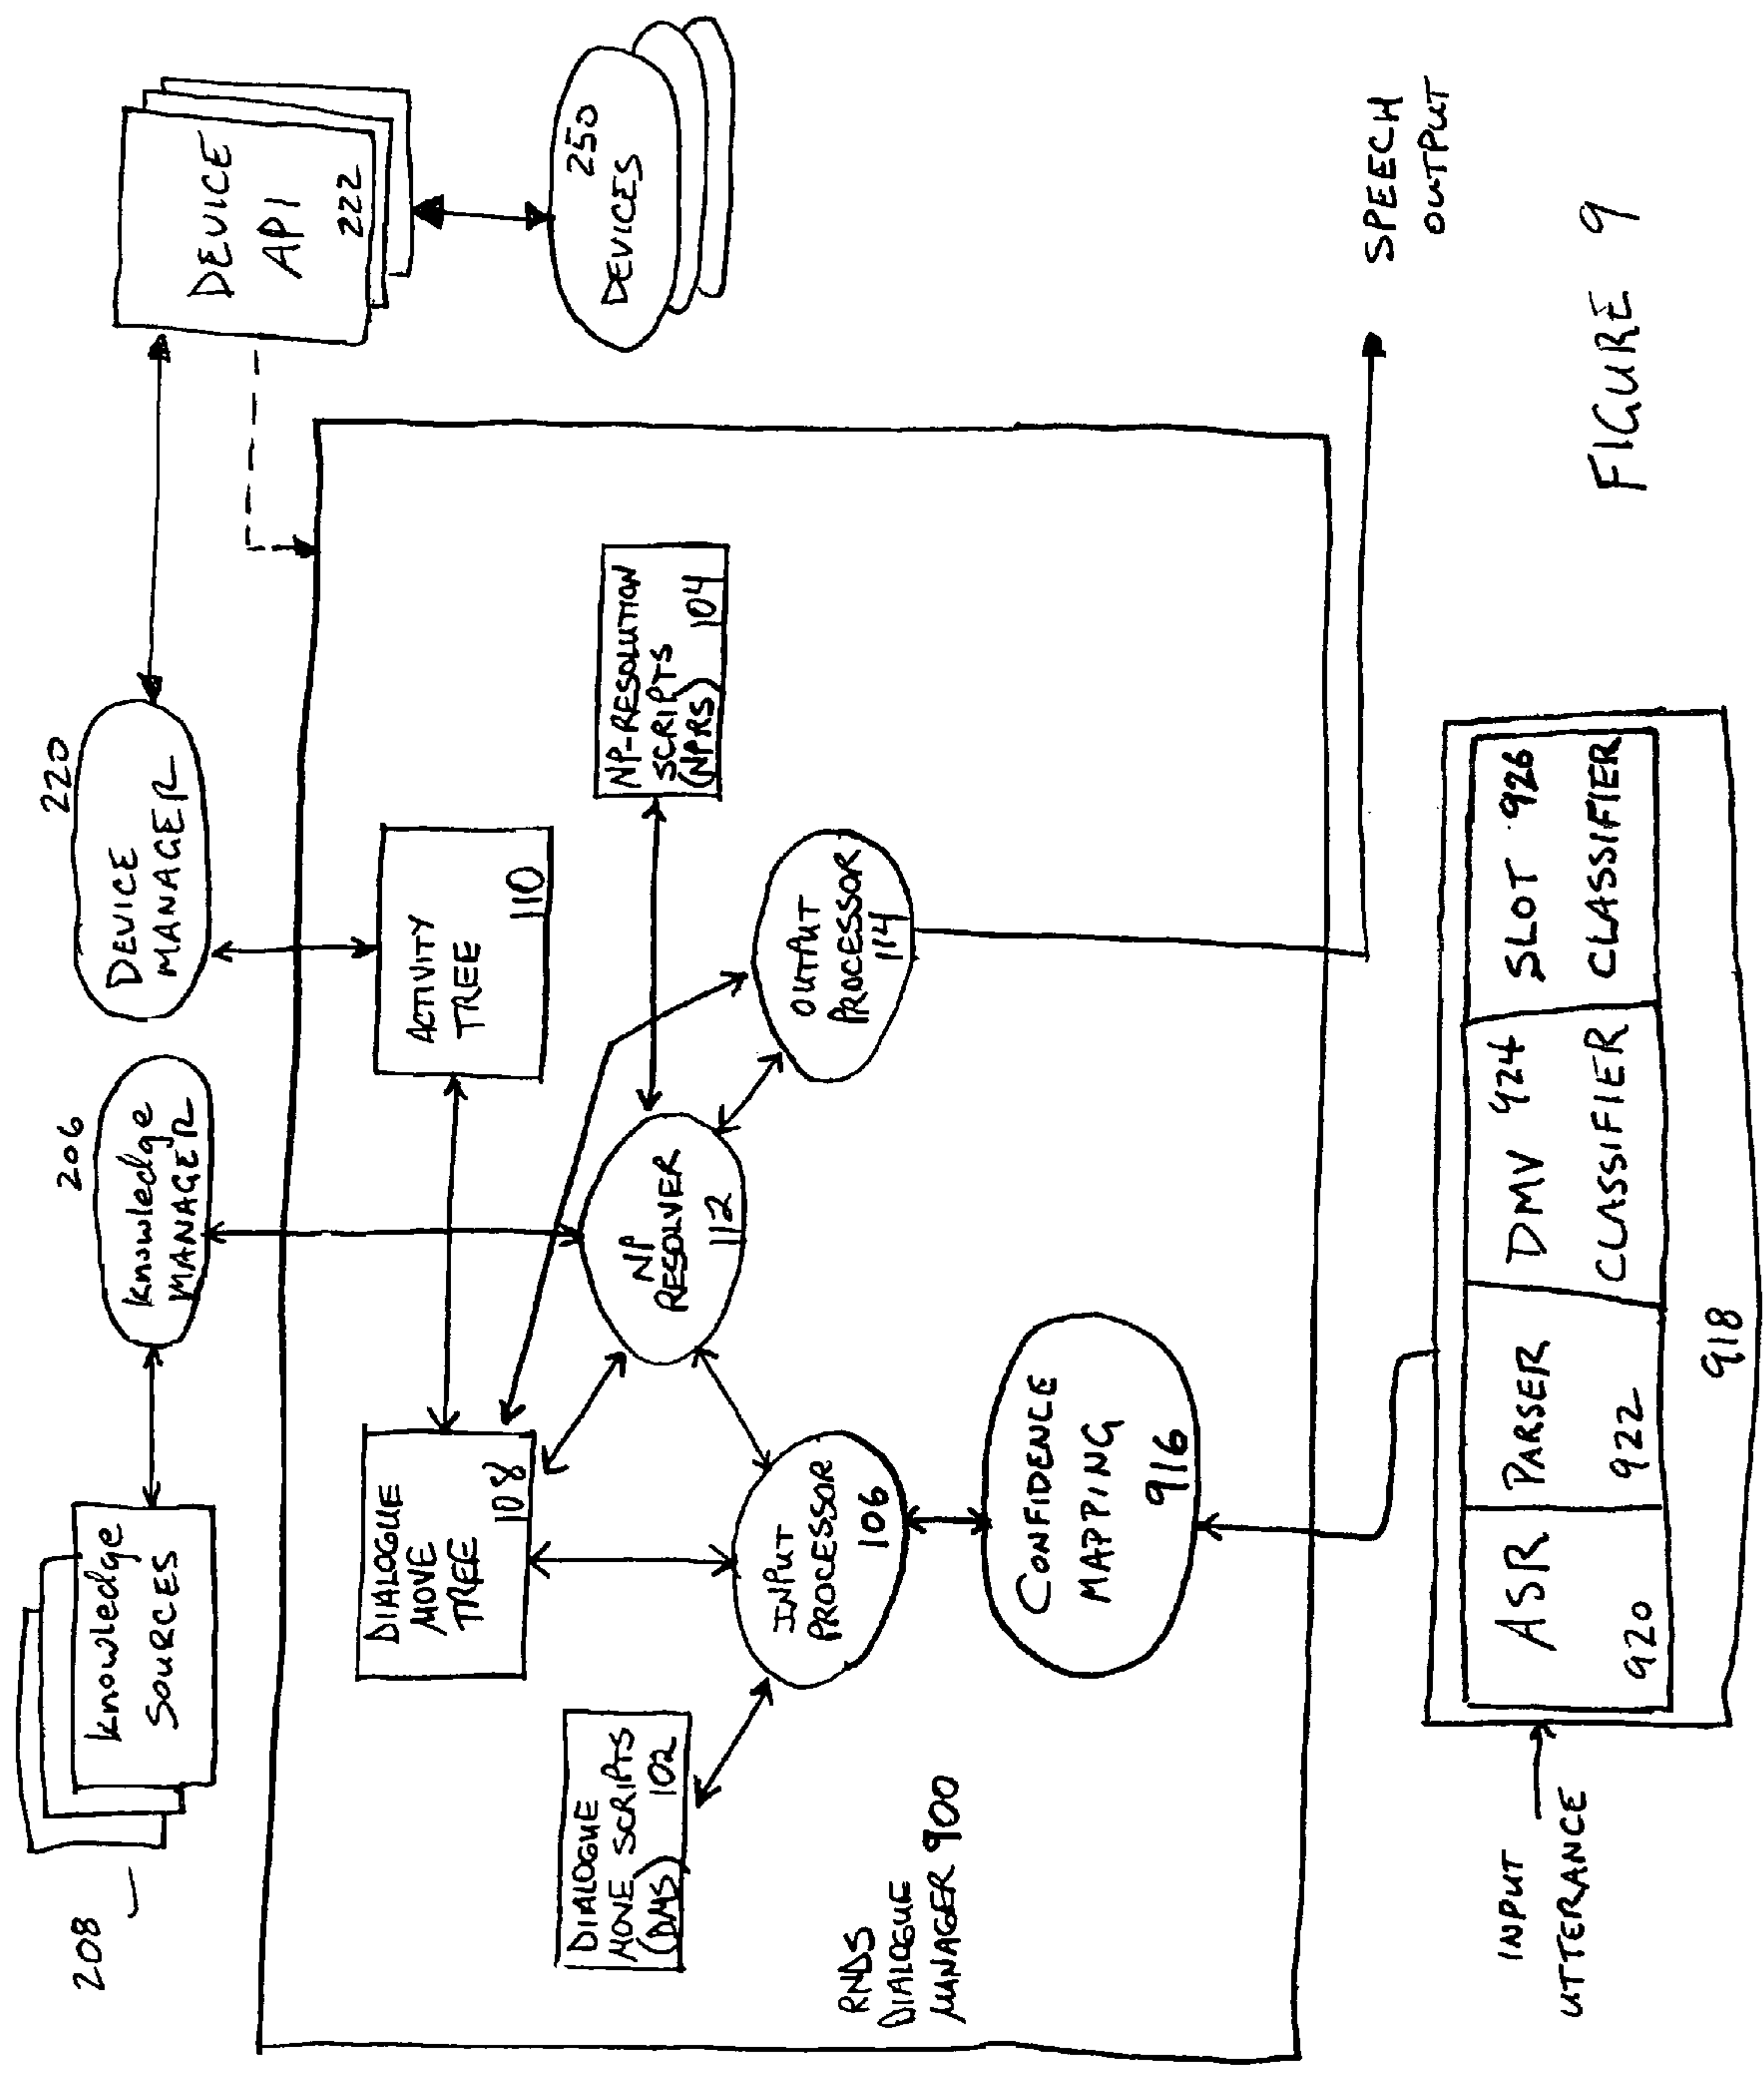 208
Knowledge
Sources
206
Knowledge
MANAGER
220
DEVICE
MANAGER
DEVICE
API
222
250
DEVICES
DIALOGUE
MOVE
TREE
108
ACTIVITY
TREE
110
DIALOGUE
MOVE SCRIPTS
(DMS) 102
NP
RESOLVER
112
NP-RESOLUTION
SCRIPTS
(NPRS) 104
INPUT
PROCESSOR
106
OUTPUT
PROCESSOR
114
RNDS
DIALOGUE
MANAGER 900
CONFIDENCE
MAPPING
916
SPEECH
OUTPUT
INPUT
UTTERANCE
ASR
920
PARSER
922
DMV 924
CLASSIFIER
SLOT 926
CLASSIFIER
918
FIGURE 9